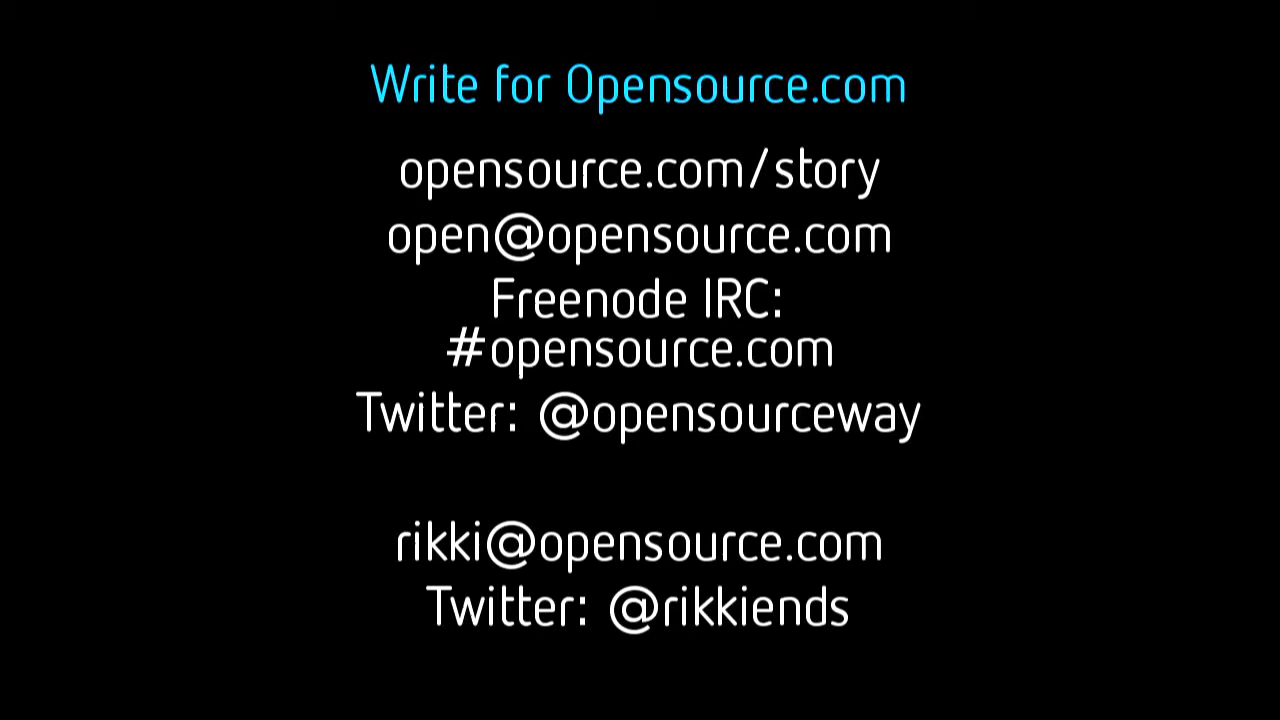 Write for Opensource.com
opensource.com/story
open@opensource.com
Freenode IRC:
#opensource.com
Twitter: @opensourceway
rikki@opensource.com
Twitter: @rikkiends